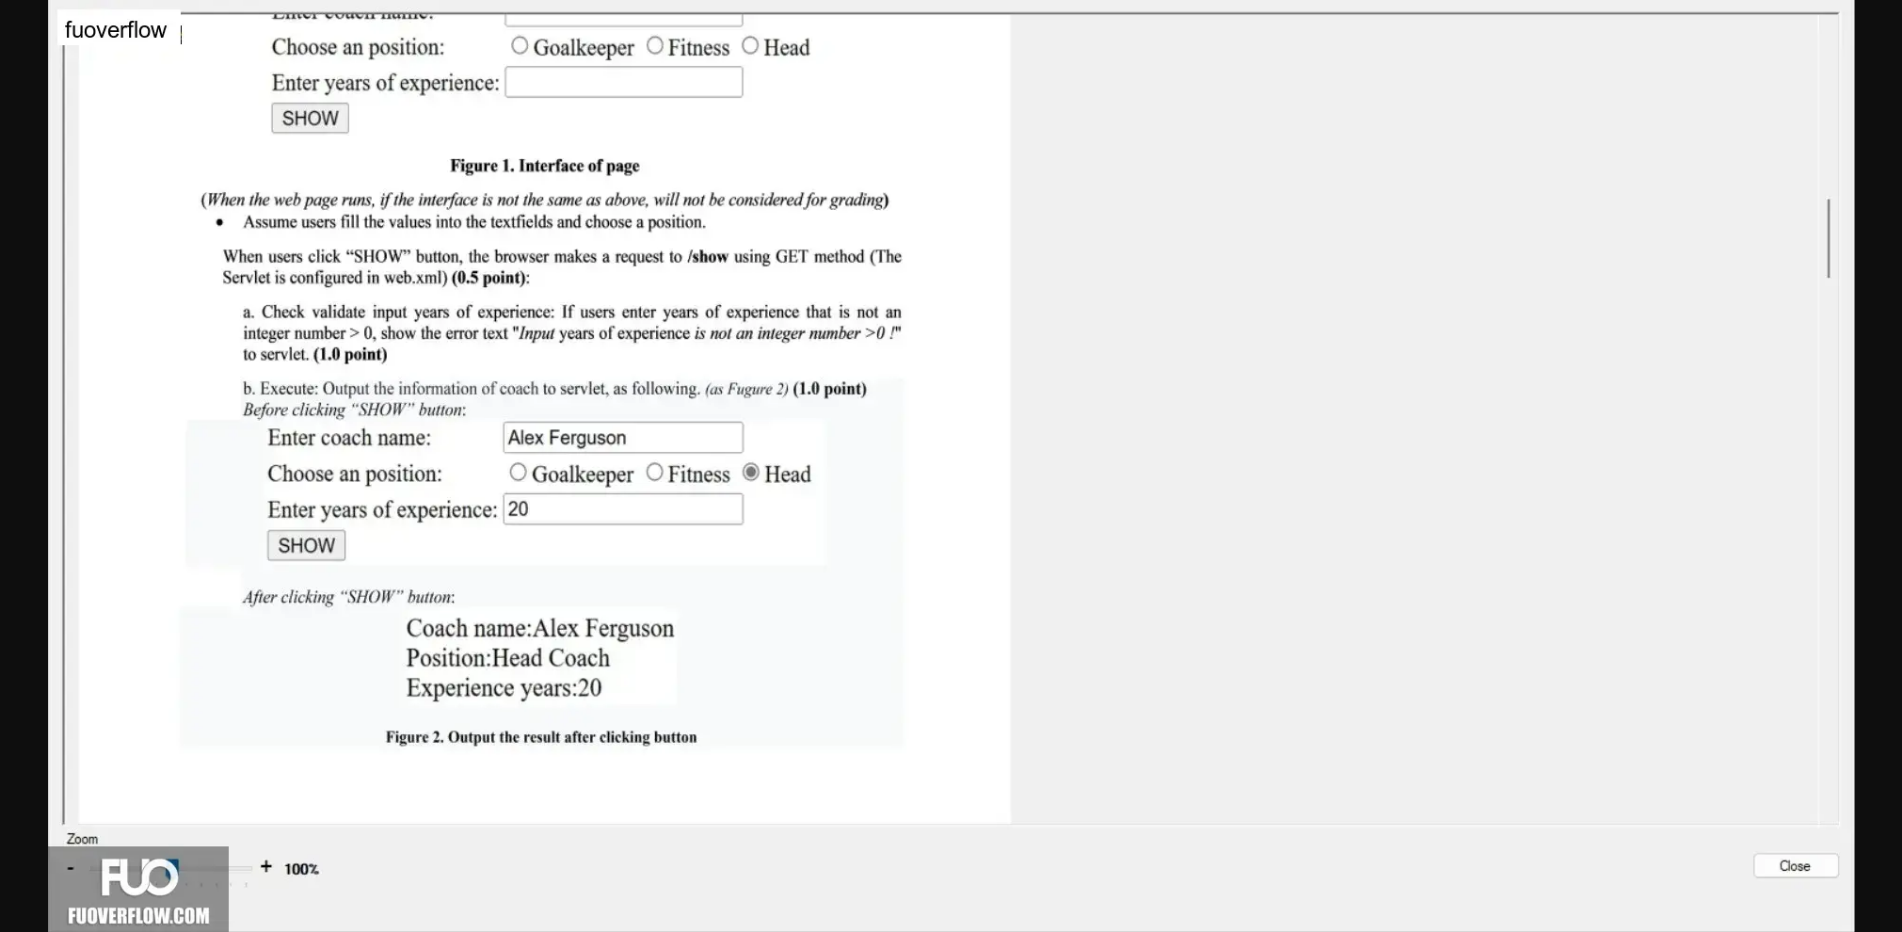 fuoverflow
Enter coach name:
Choose an position: Goalkeeper Fitness Head
Enter years of experience:
SHOW
Figure 1. Interface of page
(When the web page runs, if the interface is not the same as above, will not be considered for grading)
• Assume users fill the values into the textfields and choose a position.
When users click “SHOW” button, the browser makes a request to /show using GET method (The
Servlet is configured in web.xml) (0.5 point):
a. Check validate input years of experience: If users enter years of experience that is not an
integer number > 0, show the error text "Input years of experience is not an integer number >0 !"
to servlet. (1.0 point)
b. Execute: Output the information of coach to servlet, as following. (as Fugure 2) (1.0 point)
Before clicking “SHOW” button:
Enter coach name: Alex Ferguson
Choose an position: Goalkeeper Fitness Head
Enter years of experience: 20
SHOW
After clicking “SHOW” button:
Coach name:Alex Ferguson
Position:Head Coach
Experience years:20
Figure 2. Output the result after clicking button
Zoom
- + 100%
Close
FUO
FUOVERFLOW.COM